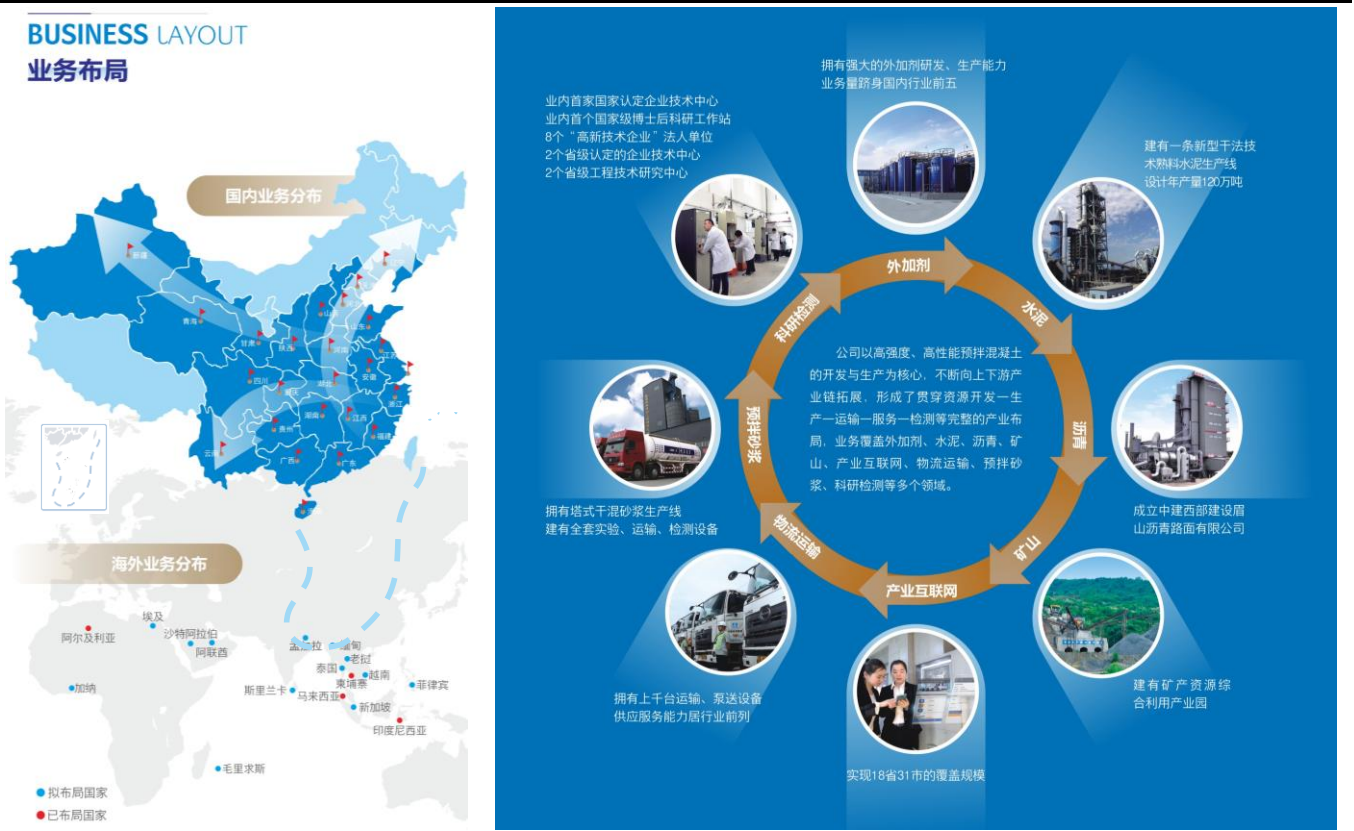 BUSINESS LAYOUT
业务布局
国内业务分布
新疆
青海
甘肃
陕西
山西
山东
河南
江苏
安徽
四川
重庆
湖北
浙江
湖南
江西
贵州
福建
云南
广西
广东
海外业务分布
埃及
阿尔及利亚
沙特阿拉伯
阿联酋
加纳
缅甸
老挝
泰国
越南
柬埔寨
斯里兰卡
马来西亚
菲律宾
新加坡
印度尼西亚
毛里求斯
拟布局国家
已布局国家
拥有强大的外加剂研发、生产能力
业务量跻身国内行业前五
业内首家国家认定企业技术中心
业内首个国家级博士后科研工作站
8个“高新技术企业”法人单位
2个省级认定的企业技术中心
2个省级工程技术研究中心
建有一条新型干法技
术熟料水泥生产线
设计年产量120万吨
外加剂
水泥
沥青
矿山
产业互联网
物流运输
预拌砂浆
科研检测
公司以高强度、高性能预拌混凝土
的开发与生产为核心，不断向上下游产
业链拓展，形成了贯穿资源开发—生
产—运输—服务—检测等完整的产业布
局，业务覆盖外加剂、水泥、沥青、矿
山、产业互联网、物流运输、预拌砂
浆、科研检测等多个领域。
拥有塔式干混砂浆生产线
建有全套实验、运输、检测设备
成立中建西部建设眉
山沥青路面有限公司
拥有上千台运输、泵送设备
供应服务能力居行业前列
建有矿产资源综
合利用产业园
实现18省31市的覆盖规模